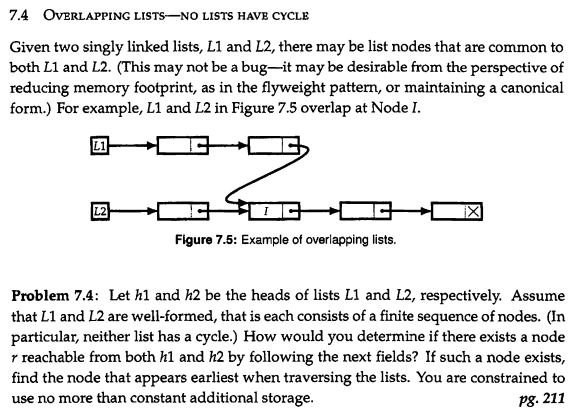 7.4 OVERLAPPING LISTS—NO LISTS HAVE CYCLE
Given two singly linked lists, L1 and L2, there may be list nodes that are common to
both L1 and L2. (This may not be a bug—it may be desirable from the perspective of
reducing memory footprint, as in the flyweight pattern, or maintaining a canonical
form.) For example, L1 and L2 in Figure 7.5 overlap at Node I.
L1
L2
I
Figure 7.5: Example of overlapping lists.
Problem 7.4: Let h1 and h2 be the heads of lists L1 and L2, respectively. Assume
that L1 and L2 are well-formed, that is each consists of a finite sequence of nodes. (In
particular, neither list has a cycle.) How would you determine if there exists a node
r reachable from both h1 and h2 by following the next fields? If such a node exists,
find the node that appears earliest when traversing the lists. You are constrained to
use no more than constant additional storage. pg. 211